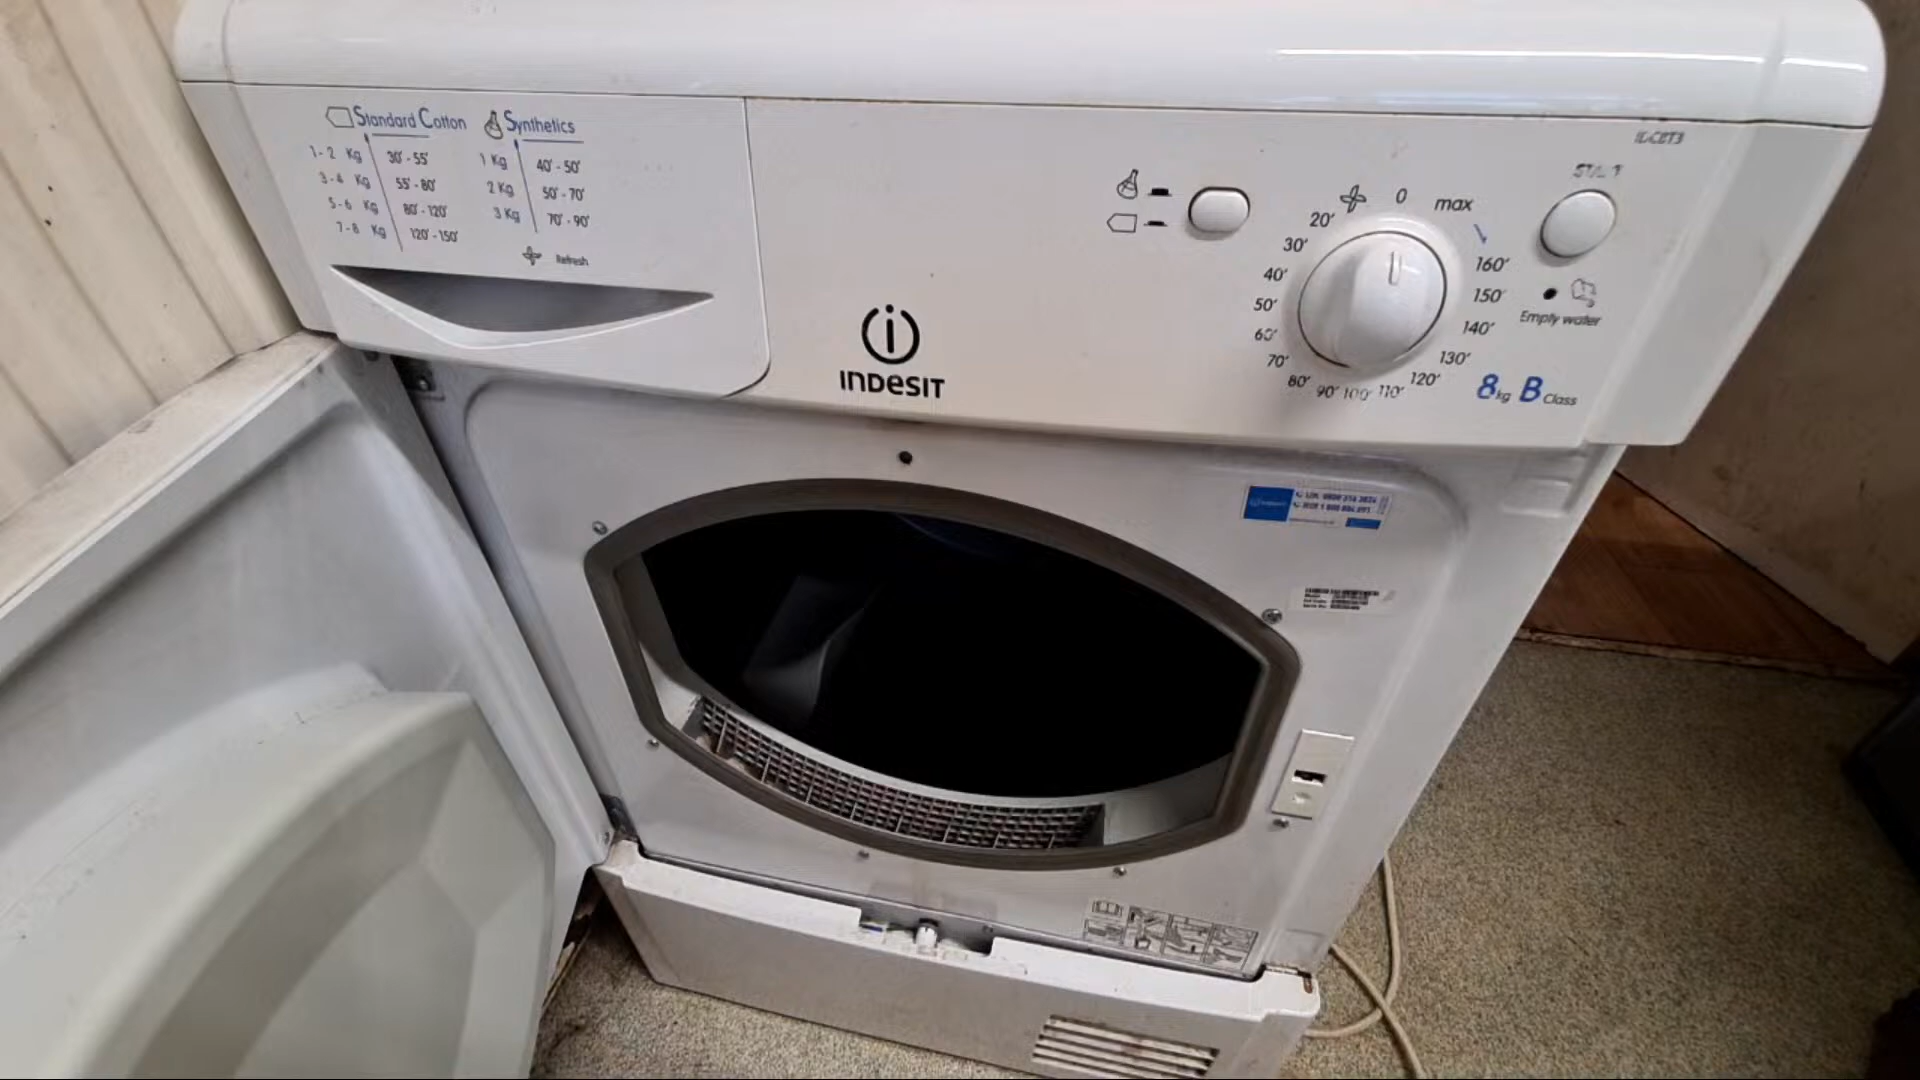 Standard Cotton
1-2 Kg 30'-55'
3-4 Kg 55'-80'
5-6 Kg 80'-120'
7-8 Kg 120'-150'
Synthetics
1 Kg 40'-50'
2 Kg 50'-70'
3 Kg 70'-90'
Refresh
INDESIT
0
max
20'
30'
40'
50'
60'
70'
80'
90'
100'
110'
120'
130'
140'
150'
160'
START
Empty water
8kg B Class